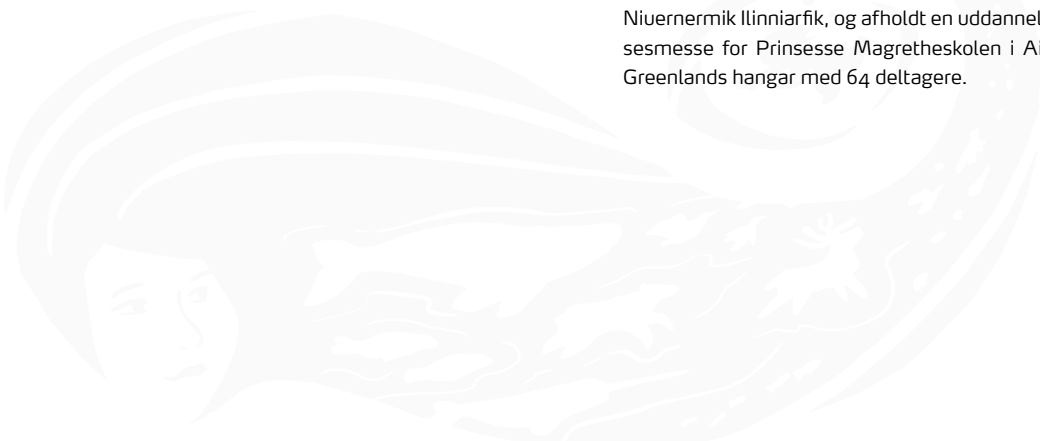 Niuernermik Ilinniarfik, og afholdt en uddannel
sesmesse for Prinsesse Magretheskolen i Ai
Greenlands hangar med 64 deltagere.